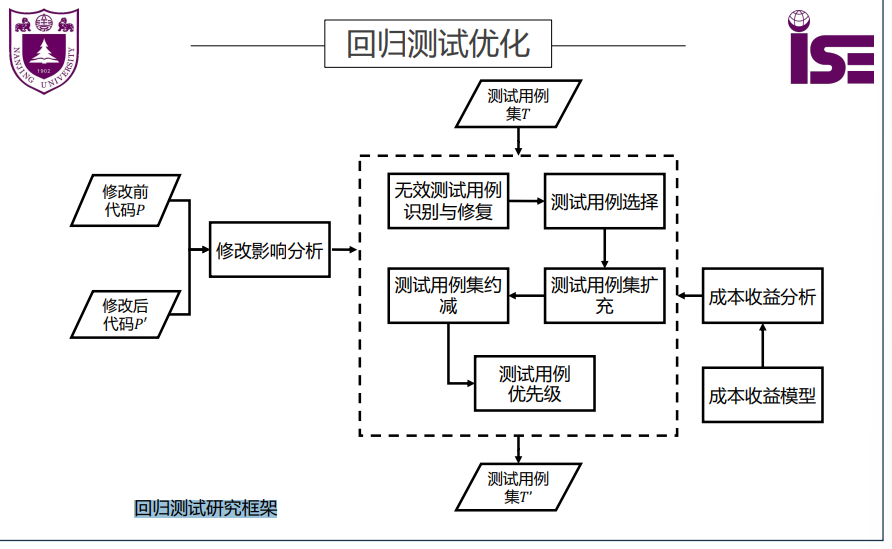 回归测试优化
NANJING UNIVERSITY
1902
iSE
测试用例
集T
修改前
代码P
修改后
代码P′
修改影响分析
无效测试用例
识别与修复
测试用例选择
测试用例集约
减
测试用例集扩
充
测试用例
优先级
成本收益分析
成本收益模型
测试用例
集T′
回归测试研究框架